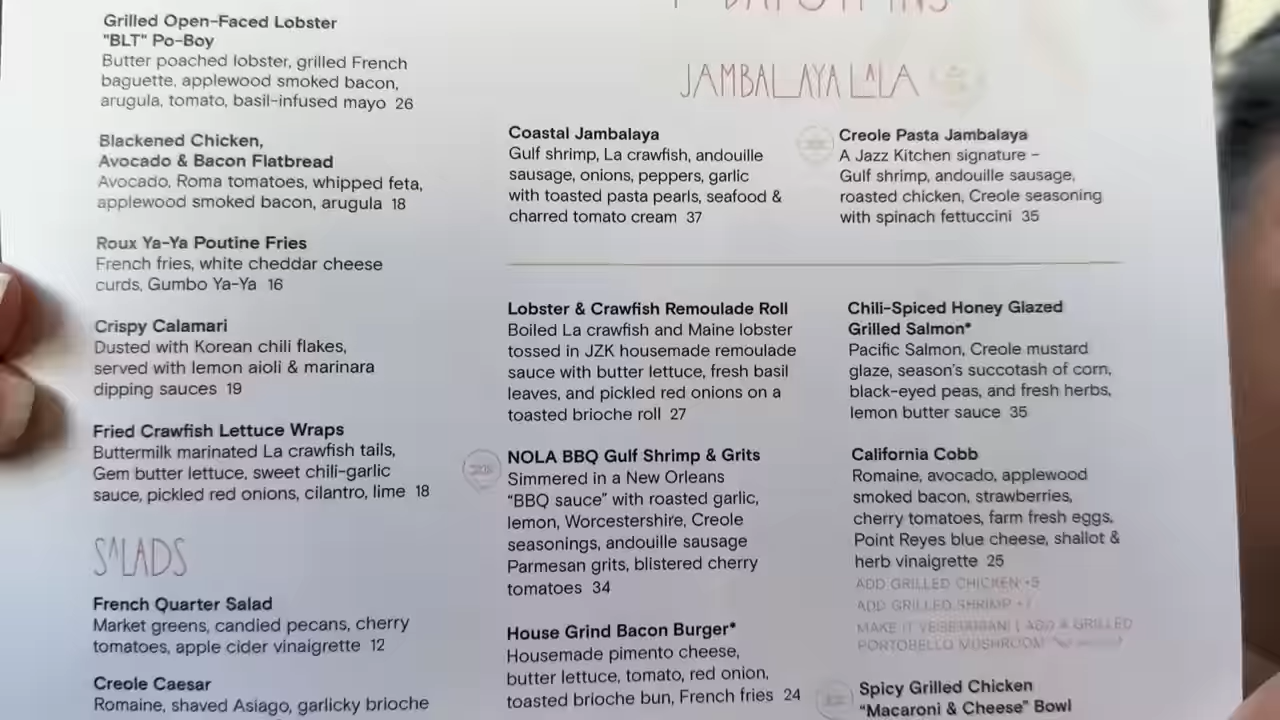 Grilled Open-Faced Lobster
"BLT" Po-Boy
Butter poached lobster, grilled French
baguette, applewood smoked bacon,
arugula, tomato, basil-infused mayo 26
Blackened Chicken,
Avocado & Bacon Flatbread
Avocado, Roma tomatoes, whipped feta,
applewood smoked bacon, arugula 18
Roux Ya-Ya Poutine Fries
French fries, white cheddar cheese
curds, Gumbo Ya-Ya 16
Crispy Calamari
Dusted with Korean chili flakes,
served with lemon aioli & marinara
dipping sauces 19
Fried Crawfish Lettuce Wraps
Buttermilk marinated La crawfish tails,
Gem butter lettuce, sweet chili-garlic
sauce, pickled red onions, cilantro, lime 18
SALADS
French Quarter Salad
Market greens, candied pecans, cherry
tomatoes, apple cider vinaigrette 12
Creole Caesar
Romaine, shaved Asiago, garlicky brioche
JAMBALAYA LALA
Coastal Jambalaya
Gulf shrimp, La crawfish, andouille
sausage, onions, peppers, garlic
with toasted pasta pearls, seafood &
charred tomato cream 37
Creole Pasta Jambalaya
A Jazz Kitchen signature –
Gulf shrimp, andouille sausage,
roasted chicken, Creole seasoning
with spinach fettuccini 35
Lobster & Crawfish Remoulade Roll
Boiled La crawfish and Maine lobster
tossed in JZK housemade remoulade
sauce with butter lettuce, fresh basil
leaves, and pickled red onions on a
toasted brioche roll 27
NOLA BBQ Gulf Shrimp & Grits
Simmered in a New Orleans
“BBQ sauce” with roasted garlic,
lemon, Worcestershire, Creole
seasonings, andouille sausage
Parmesan grits, blistered cherry
tomatoes 34
House Grind Bacon Burger*
Housemade pimento cheese,
butter lettuce, tomato, red onion,
toasted brioche bun, French fries 24
Chili-Spiced Honey Glazed
Grilled Salmon*
Pacific Salmon, Creole mustard
glaze, season's succotash of corn,
black-eyed peas, and fresh herbs,
lemon butter sauce 35
California Cobb
Romaine, avocado, applewood
smoked bacon, strawberries,
cherry tomatoes, farm fresh eggs,
Point Reyes blue cheese, shallot &
herb vinaigrette 25
ADD GRILLED CHICKEN
ADD GRILLED SHRIMP
MAKE IT VEGETARIAN | ADD A GRILLED
PORTOBELLO MUSHROOM
Spicy Grilled Chicken
“Macaroni & Cheese” Bowl